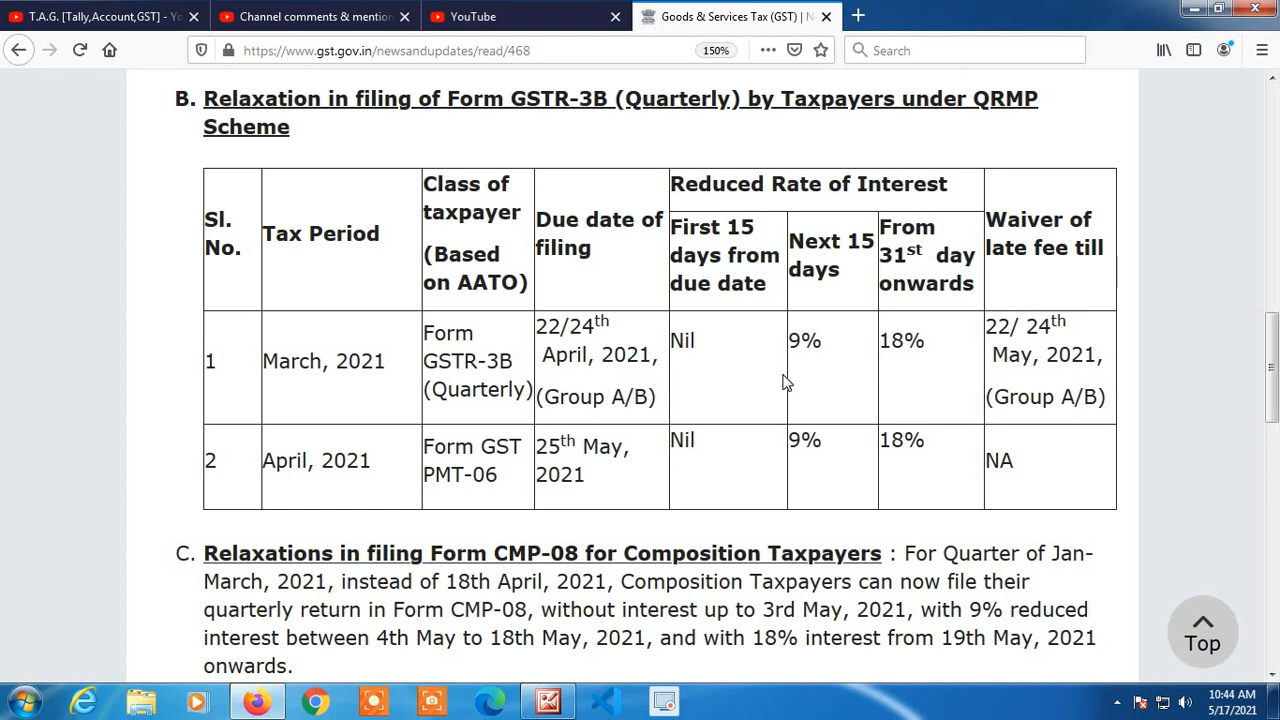 T.A.G. [Tally,Account,GST] - Yo
Channel comments & mention
YouTube
Goods & Services Tax (GST) | N
https://www.gst.gov.in/newsandupdates/read/468
150%
Search
B. Relaxation in filing of Form GSTR-3B (Quarterly) by Taxpayers under QRMP
Scheme
Sl. No.
Tax Period
Class of taxpayer (Based on AATO)
Due date of filing
Reduced Rate of Interest
First 15 days from due date
Next 15 days
From 31st day onwards
Waiver of late fee till
1
March, 2021
Form GSTR-3B (Quarterly)
22/24th April, 2021, (Group A/B)
Nil
9%
18%
22/ 24th May, 2021, (Group A/B)
2
April, 2021
Form GST PMT-06
25th May, 2021
Nil
9%
18%
NA
C. Relaxations in filing Form CMP-08 for Composition Taxpayers : For Quarter of Jan-
March, 2021, instead of 18th April, 2021, Composition Taxpayers can now file their
quarterly return in Form CMP-08, without interest up to 3rd May, 2021, with 9% reduced
interest between 4th May to 18th May, 2021, and with 18% interest from 19th May, 2021
onwards.
Top
10:44 AM
5/17/2021